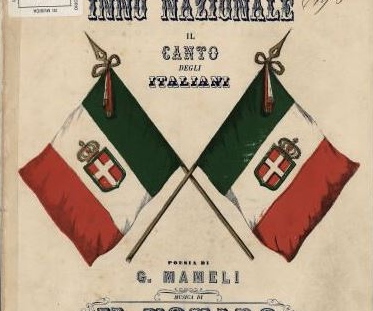 INNO NAZIONALE
IL
CANTO
DEGLI
ITALIANI
POESIA DI
G. MAMELI
MUSICA DI